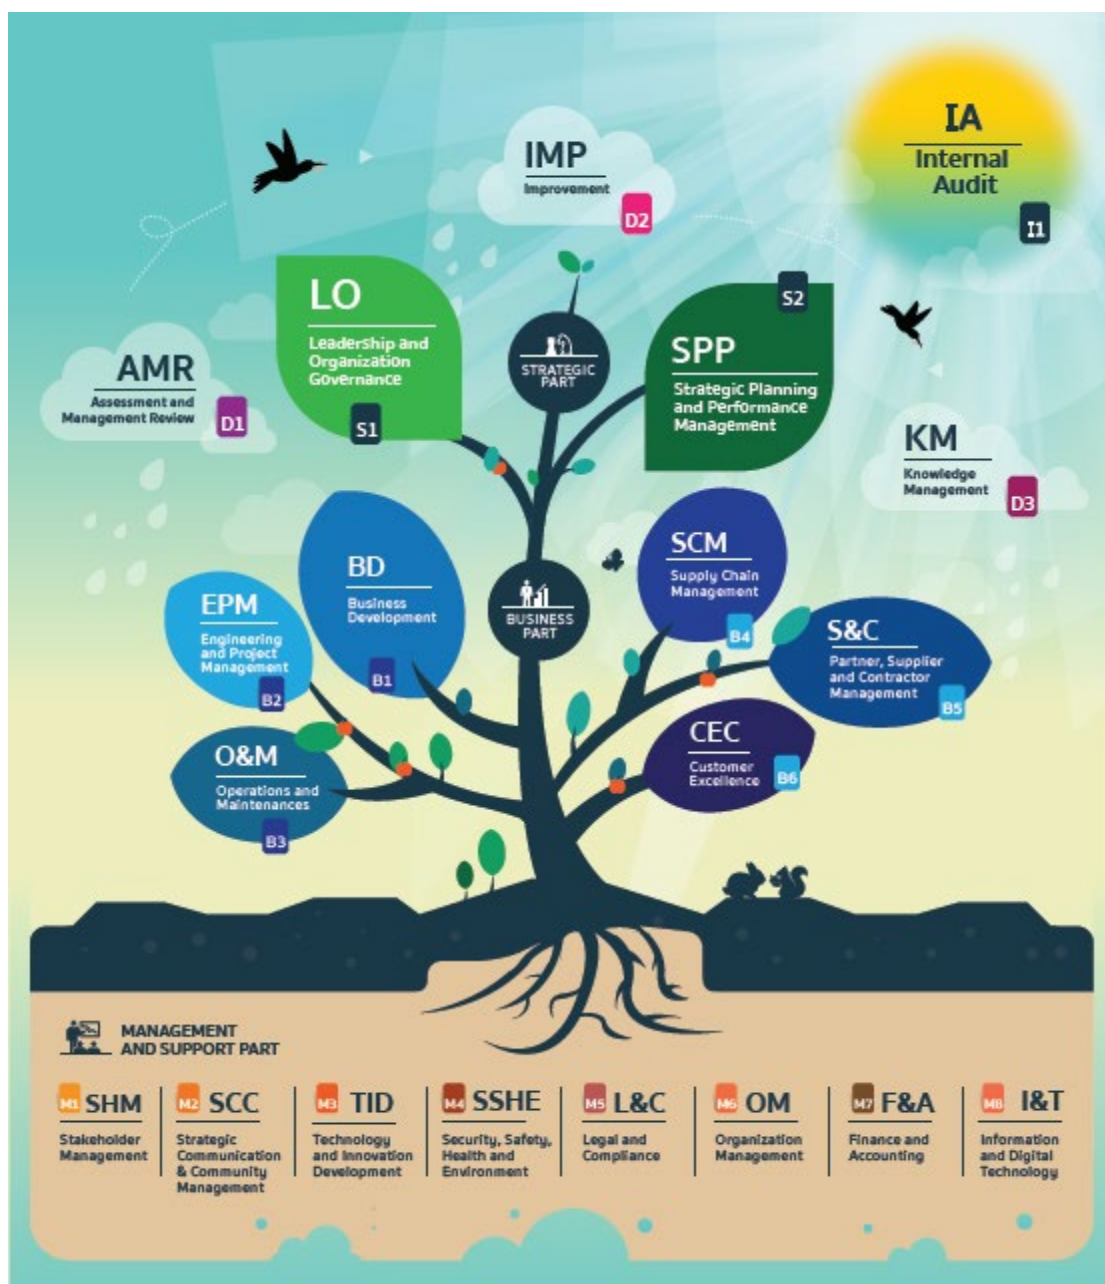 IMP
Improvement
D2
IA
Internal
Audit
I1
LO
Leadership and
Organization
Governance
S1
STRATEGIC
PART
S2
SPP
Strategic Planning
and Performance
Management
AMR
Assessment and
Management Review
D1
KM
Knowledge
Management
D3
BD
Business
Development
B1
BUSINESS
PART
SCM
Supply Chain
Management
B4
EPM
Engineering
and Project
Management
B2
S&C
Partner, Supplier
and Contractor
Management
B5
O&M
Operations and
Maintenances
B3
CEC
Customer
Excellence
B6
MANAGEMENT
AND SUPPORT PART
M1 SHM
Stakeholder
Management
M2 SCC
Strategic
Communication
& Community
Management
M3 TID
Technology
and Innovation
Development
M4 SSHE
Security, Safety,
Health and
Environment
M5 L&C
Legal and
Compliance
M6 OM
Organization
Management
M7 F&A
Finance and
Accounting
M8 I&T
Information
and Digital
Technology